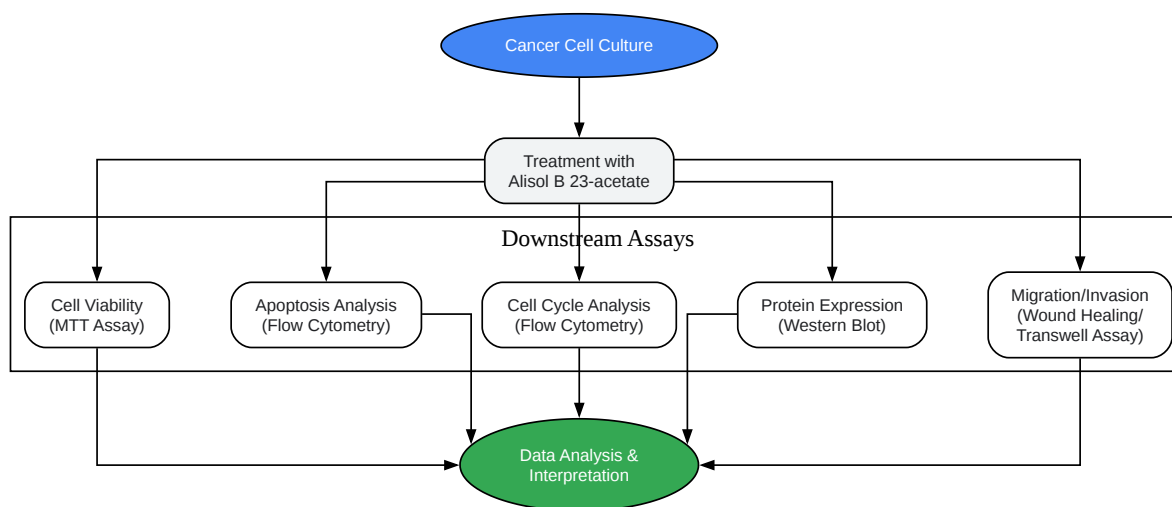 Cancer Cell Culture
Treatment with
Alisol B 23-acetate
Downstream Assays
Cell Viability
(MTT Assay)
Apoptosis Analysis
(Flow Cytometry)
Cell Cycle Analysis
(Flow Cytometry)
Protein Expression
(Western Blot)
Migration/Invasion
(Wound Healing/
Transwell Assay)
Data Analysis &
Interpretation